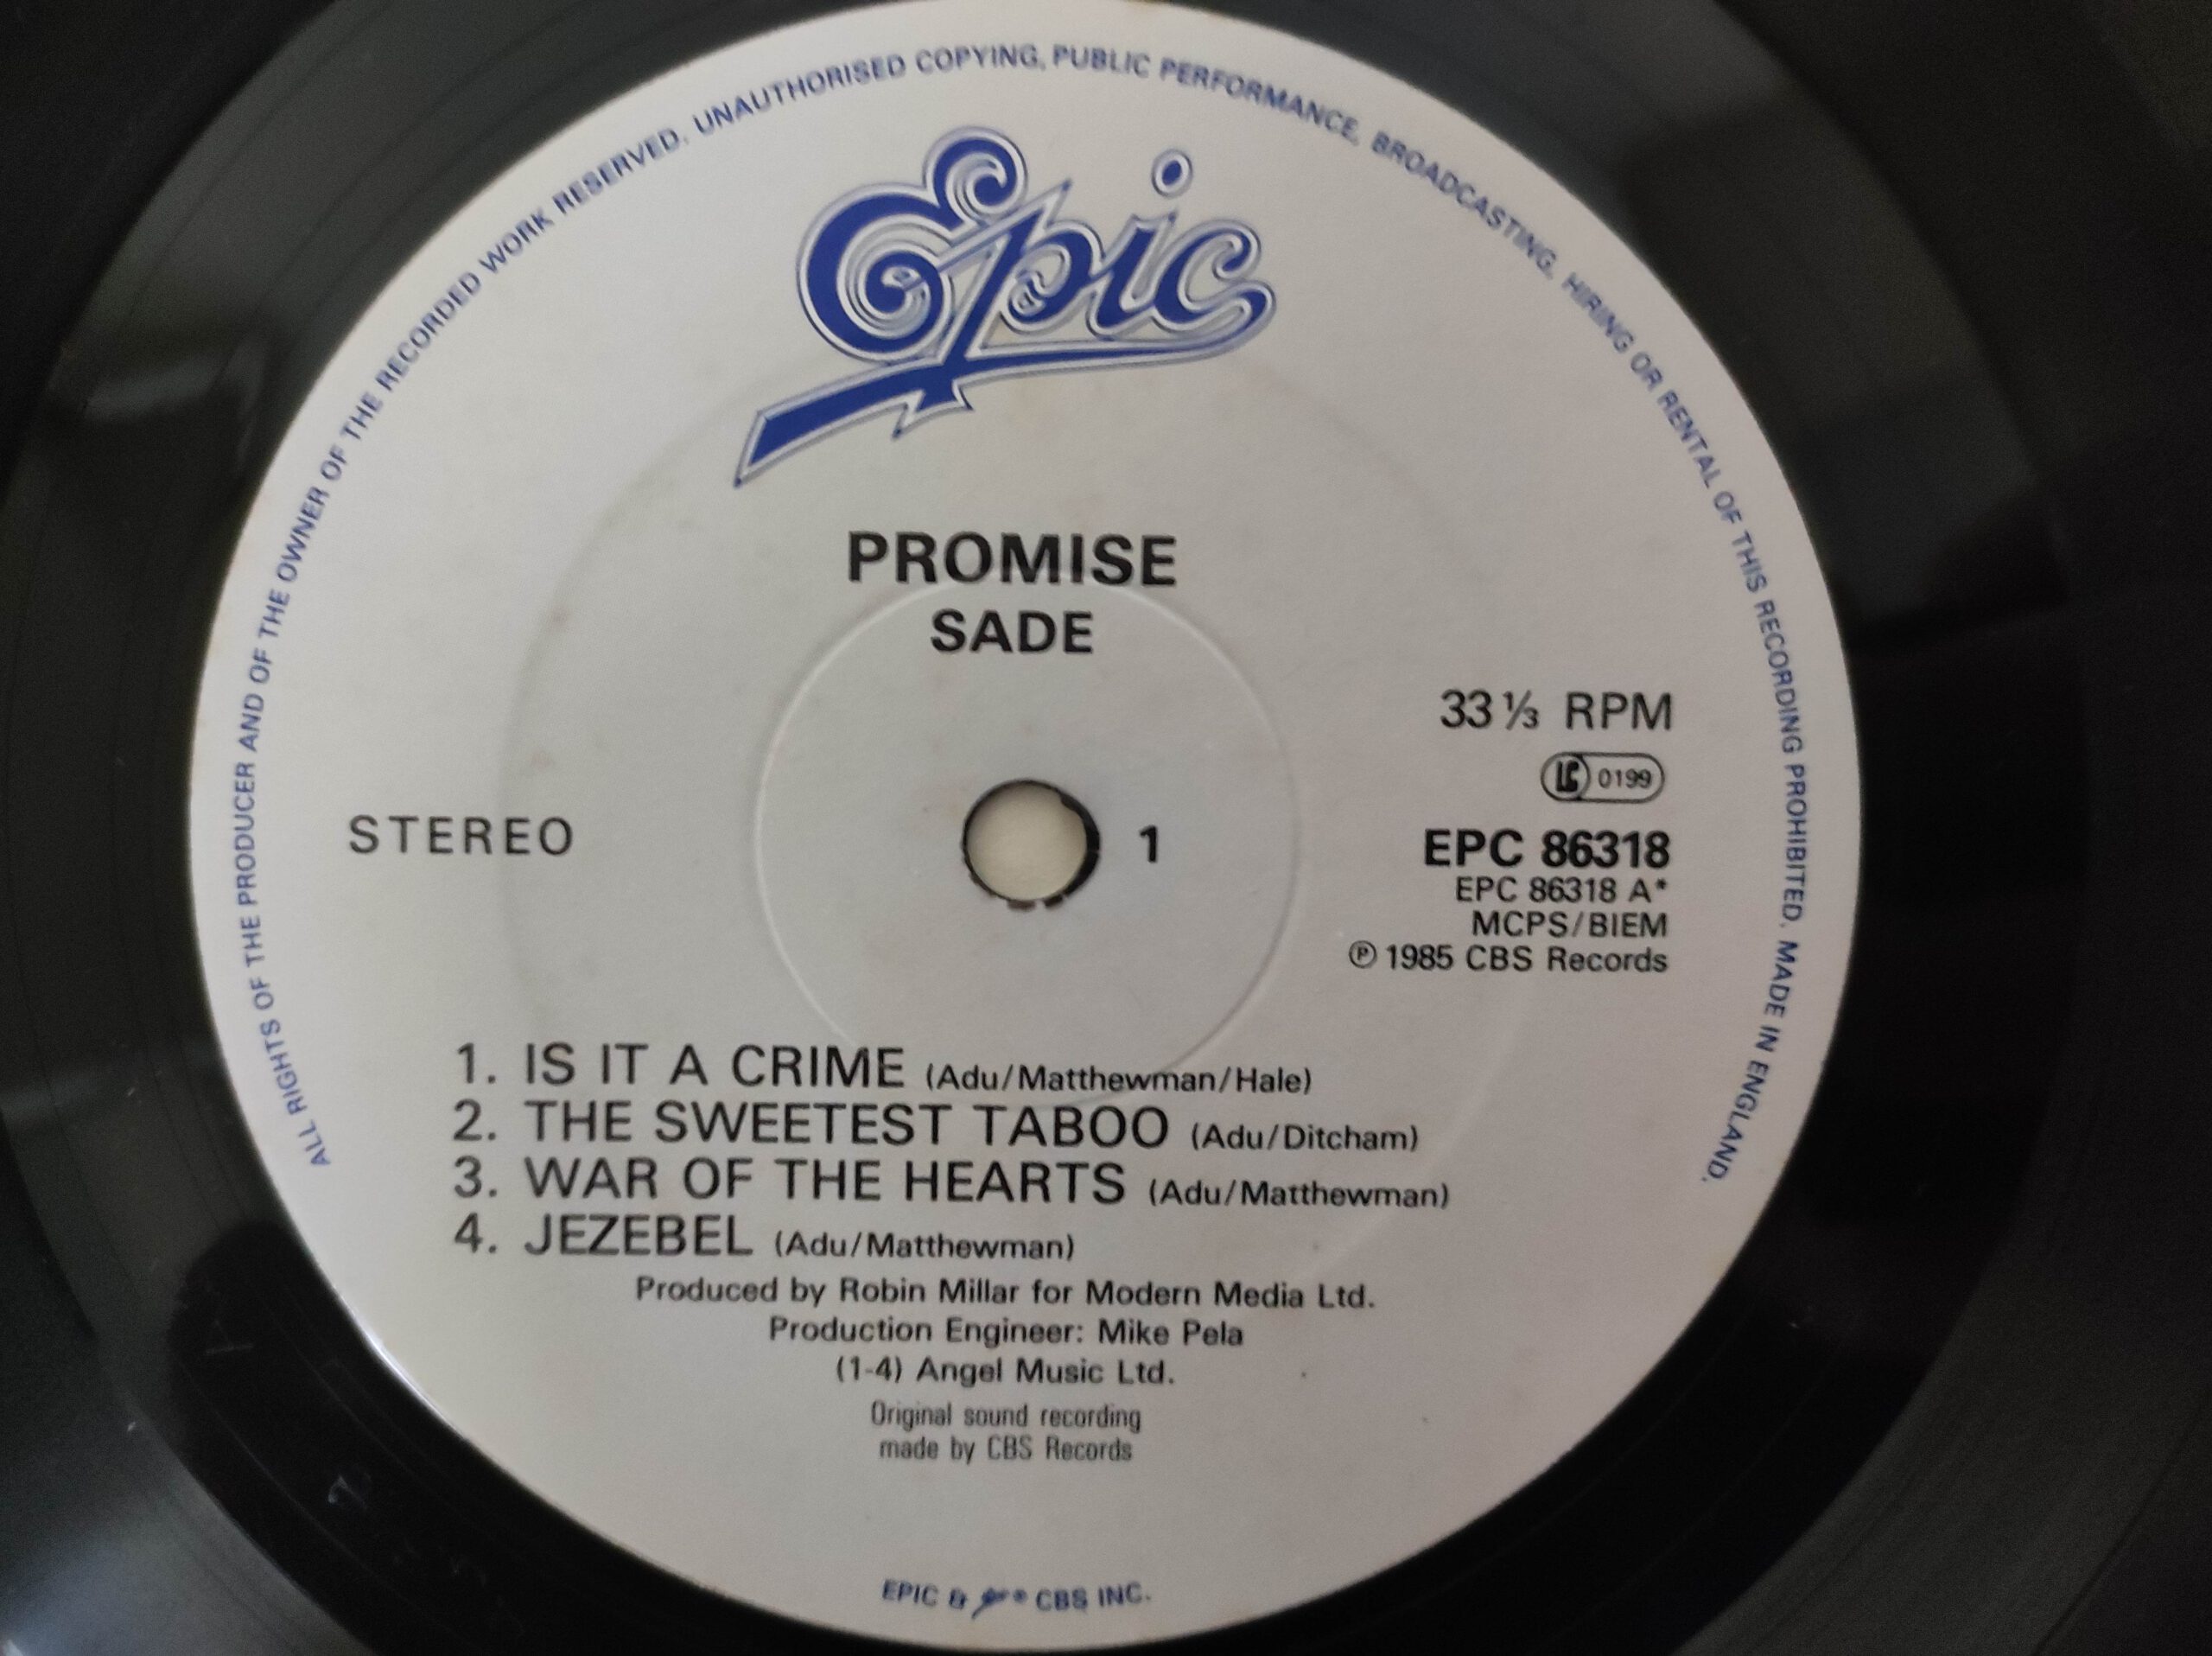 ALL RIGHTS OF THE PRODUCER AND OF THE OWNER OF THE RECORDED WORK RESERVED. UNAUTHORISED COPYING, PUBLIC PERFORMANCE, BROADCASTING, HIRING OR RENTAL OF THIS RECORDING PROHIBITED. MADE IN ENGLAND.
Epic
PROMISE
SADE
33⅓ RPM
LC 0199
STEREO
1
EPC 86318
EPC 86318 A*
MCPS/BIEM
℗ 1985 CBS Records
1. IS IT A CRIME (Adu/Matthewman/Hale)
2. THE SWEETEST TABOO (Adu/Ditcham)
3. WAR OF THE HEARTS (Adu/Matthewman)
4. JEZEBEL (Adu/Matthewman)
Produced by Robin Millar for Modern Media Ltd.
Production Engineer: Mike Pela
(1-4) Angel Music Ltd.
Original sound recording
made by CBS Records
EPIC & ® CBS INC.